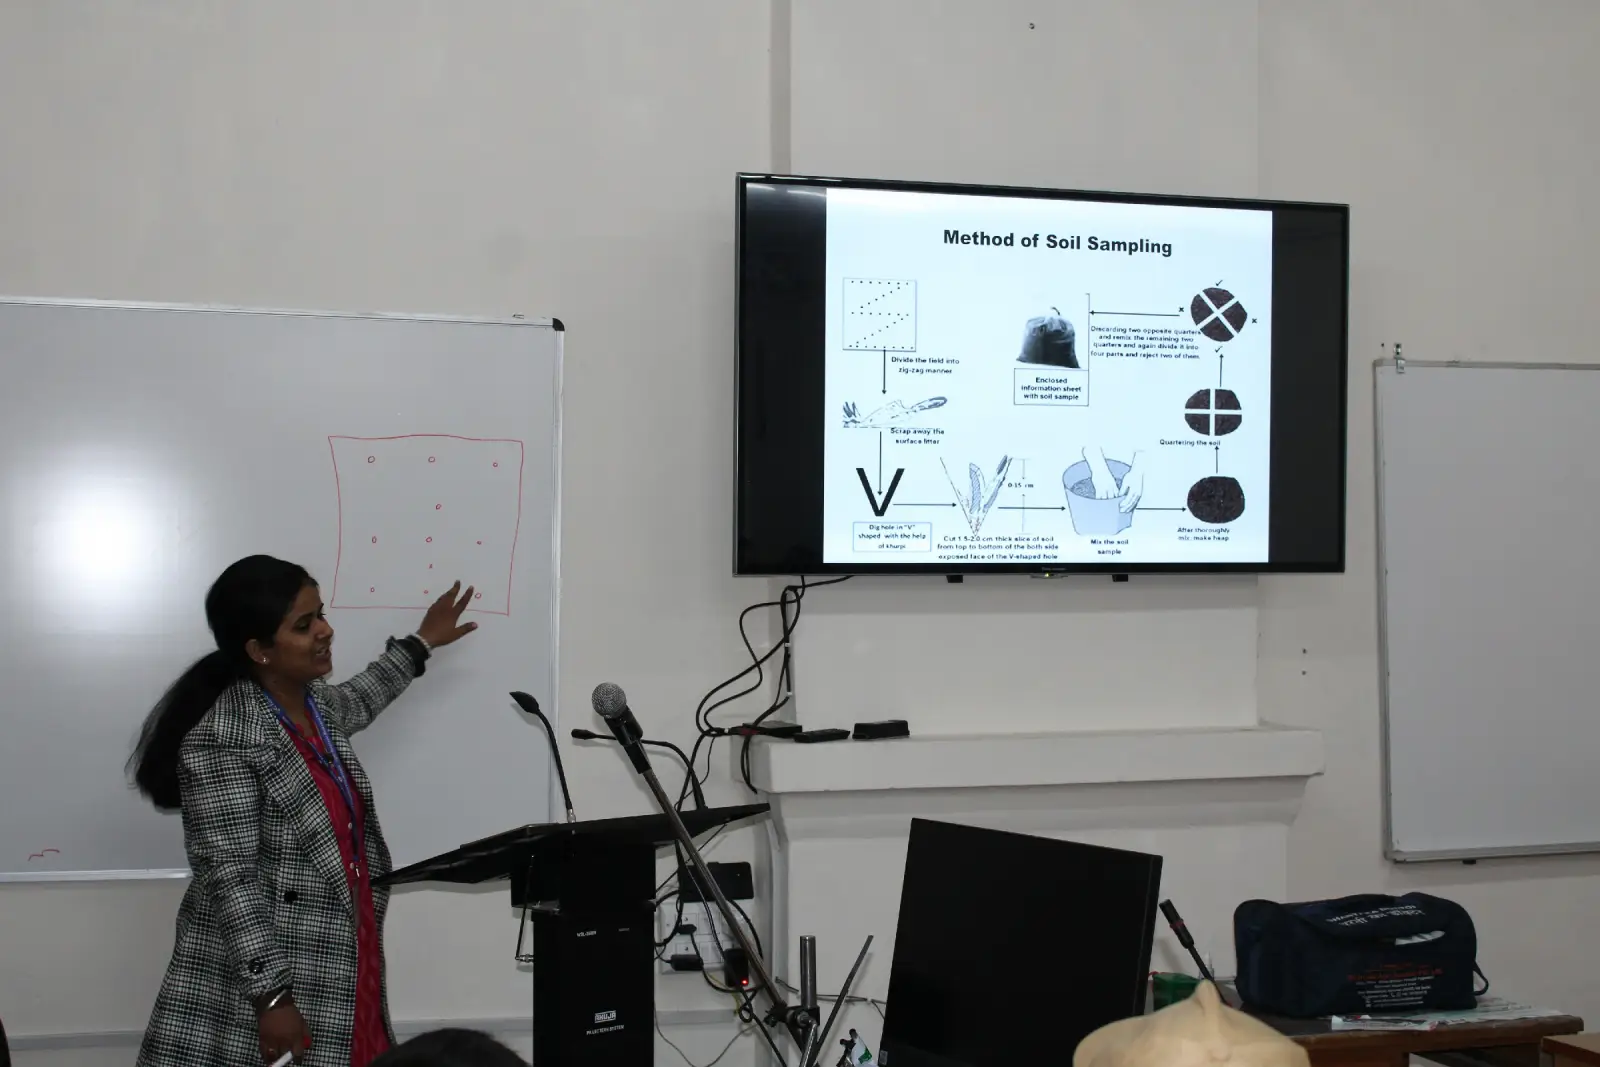 Method of Soil Sampling
Divide the field into
zig-zag manner
Scrap away the
surface litter
V
Dig hole in "V"
shaped with the help
of khurpi
0-15 cm
Cut 1.5-2.0 cm thick slice of soil
from top to bottom of the both side
exposed face of the V-shaped hole
Mix the soil
sample
After thoroughly
mix, make heap
Quartering the soil
Discarding two opposite quarters
and remix the remaining two
quarters and again divide it into
four parts and reject two of them.
Enclosed
information sheet
with soil sample
AHUJA